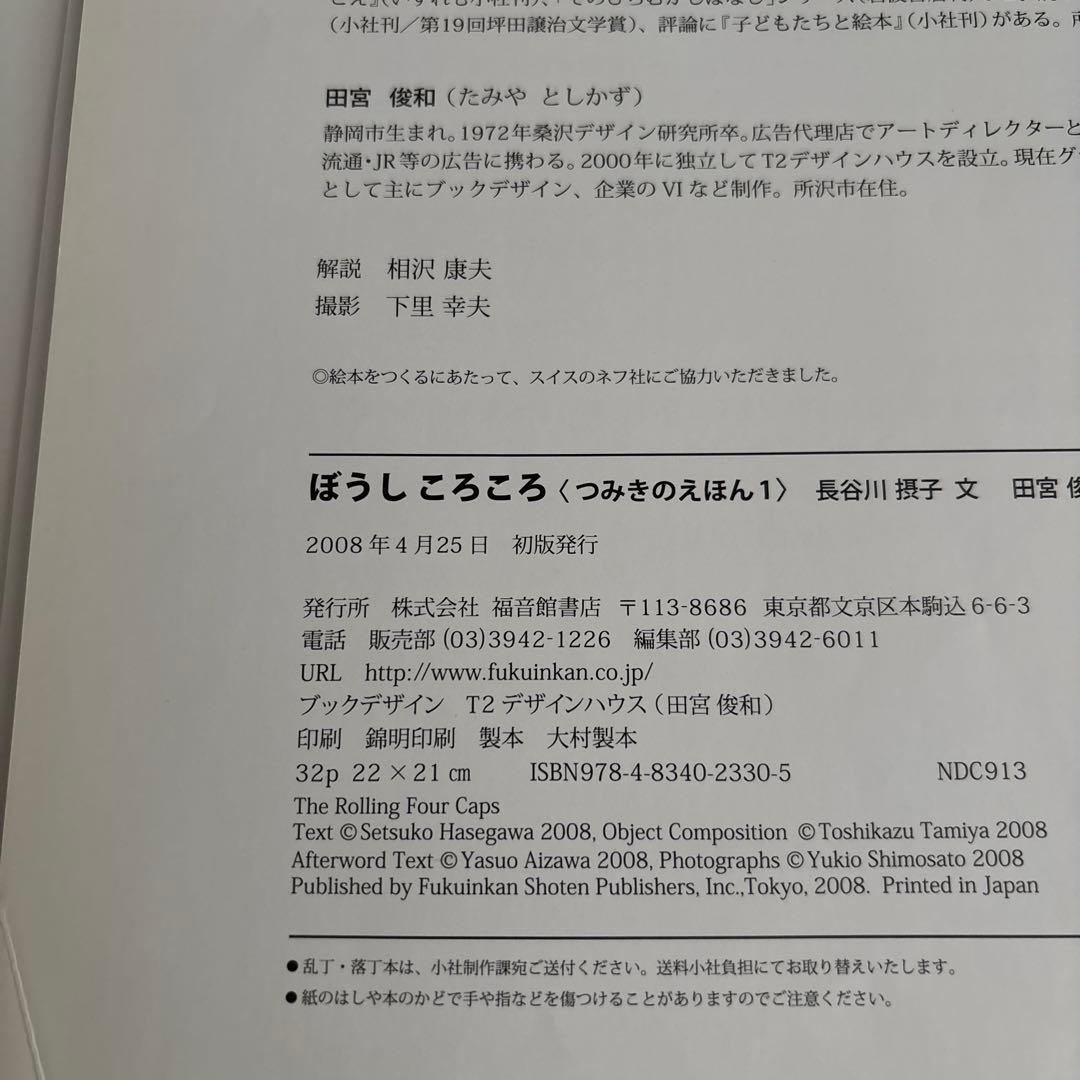 (小社刊／第19回坪田譲治文学賞)、評論に『子どもたちと絵本』(小社刊)がある。
田宮 俊和（たみや としかず）
静岡市生まれ。1972年桑沢デザイン研究所卒。広告代理店でアートディレクターと
流通・JR等の広告に携わる。2000年に独立してT2デザインハウスを設立。現在グ
として主にブックデザイン、企業のVIなど制作。所沢市在住。
解説 相沢 康夫
撮影 下里 幸夫
◎絵本をつくるにあたって、スイスのネフ社にご協力いただきました。
ぼうし ころころ〈つみきのえほん1〉 長谷川 摂子 文 田宮 俊
2008年4月25日 初版発行
発行所 株式会社 福音館書店 〒113-8686 東京都文京区本駒込6-6-3
電話 販売部(03)3942-1226 編集部(03)3942-6011
URL http://www.fukuinkan.co.jp/
ブックデザイン T2デザインハウス（田宮 俊和）
印刷 錦明印刷 製本 大村製本
32p 22×21㎝ ISBN978-4-8340-2330-5 NDC913
The Rolling Four Caps
Text ©Setsuko Hasegawa 2008, Object Composition ©Toshikazu Tamiya 2008
Afterword Text ©Yasuo Aizawa 2008, Photographs ©Yukio Shimosato 2008
Published by Fukuinkan Shoten Publishers, Inc.,Tokyo, 2008. Printed in Japan
●乱丁・落丁本は、小社制作課宛ご送付ください。送料小社負担にてお取り替えいたします。
●紙のはしや本のかどで手や指などを傷つけることがありますのでご注意ください。